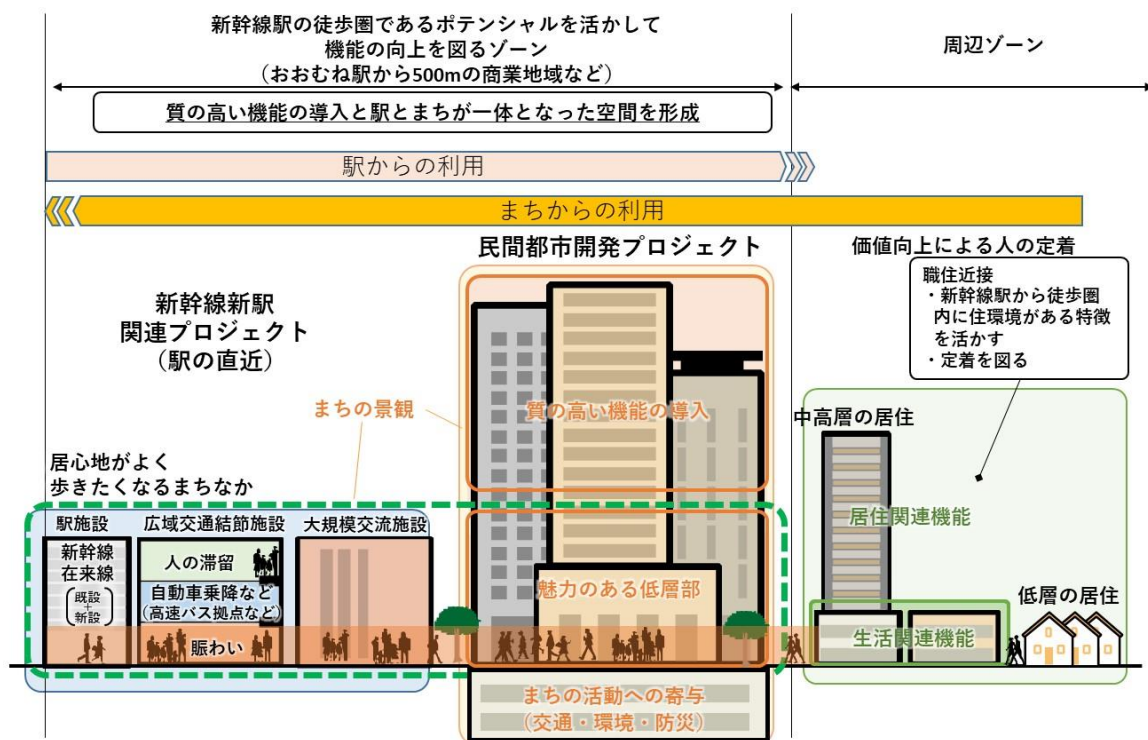 新幹線駅の徒歩圏であるポテンシャルを活かして
機能の向上を図るゾーン
（おおむね駅から500mの商業地域など）
周辺ゾーン
質の高い機能の導入と駅とまちが一体となった空間を形成
駅からの利用
まちからの利用
民間都市開発プロジェクト
価値向上による人の定着
職住近接
・新幹線駅から徒歩圏
内に住環境がある特徴
を活かす
・定着を図る
新幹線新駅
関連プロジェクト
（駅の直近）
まちの景観
質の高い機能の導入
中高層の居住
居心地がよく
歩きたくなるまちなか
駅施設
広域交通結節施設
大規模交流施設
居住関連機能
新幹線
在来線
既設
+
新設
人の滞留
自動車乗降など
（高速バス拠点など）
魅力のある低層部
低層の居住
賑わい
生活関連機能
まちの活動への寄与
（交通・環境・防災）